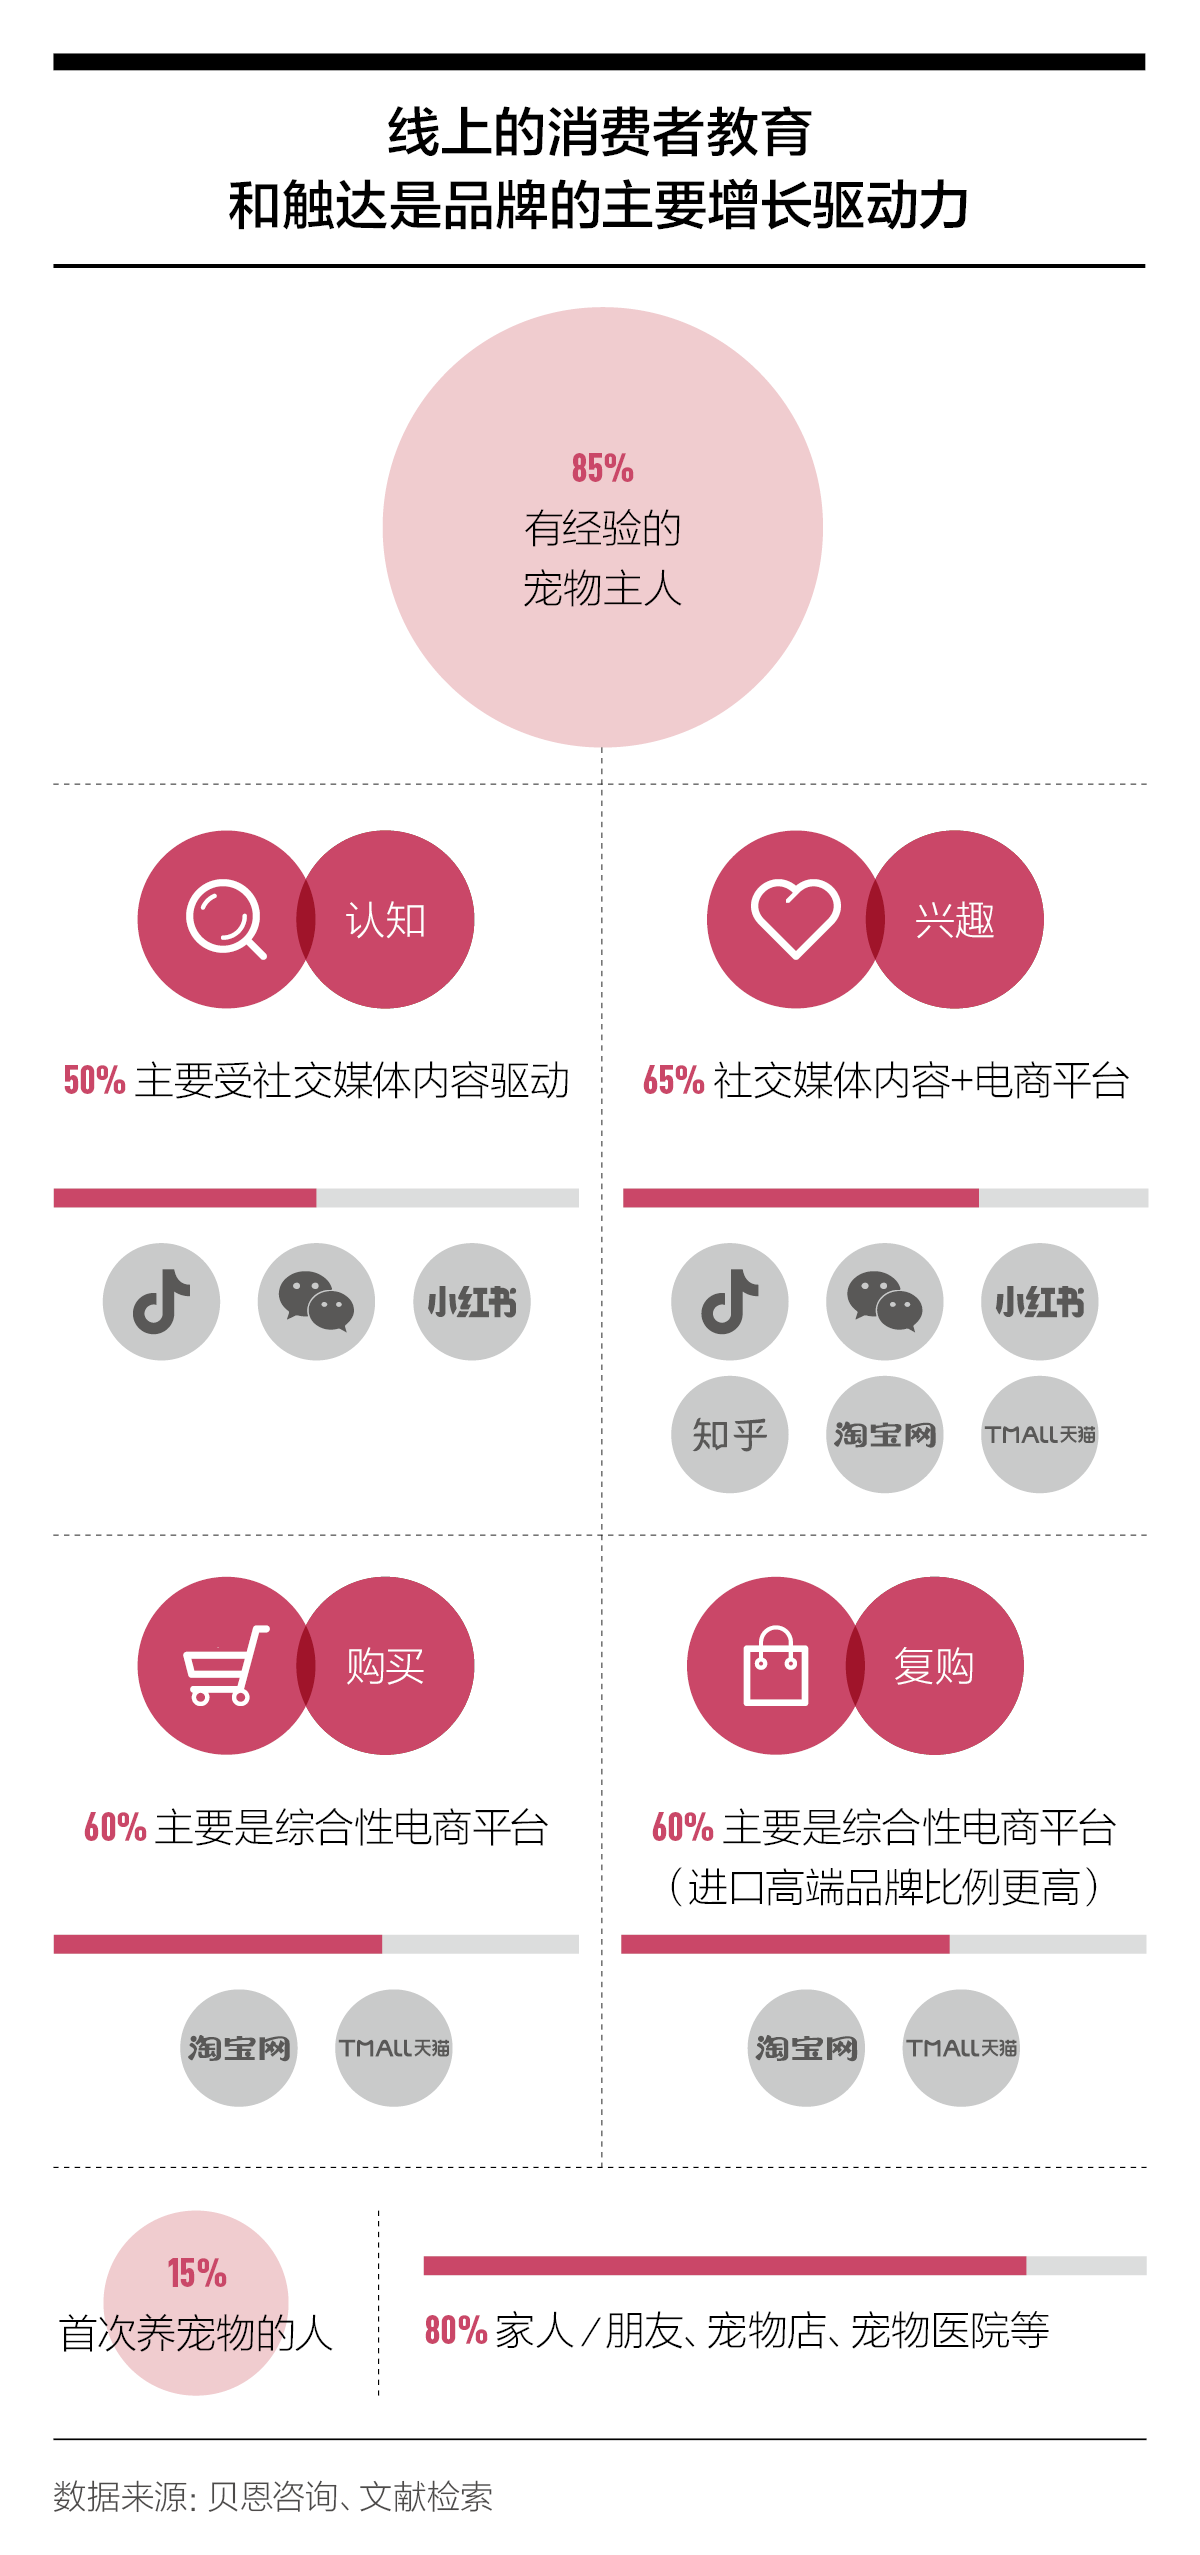 线上的消费者教育
和触达是品牌的主要增长驱动力
85%
有经验的
宠物主人
认知
50% 主要受社交媒体内容驱动
小红书
兴趣
65% 社交媒体内容+电商平台
小红书
知乎
淘宝网
TMALL天猫
购买
60% 主要是综合性电商平台
淘宝网
TMALL天猫
复购
60% 主要是综合性电商平台
（进口高端品牌比例更高）
淘宝网
TMALL天猫
15%
首次养宠物的人
80% 家人/朋友、宠物店、宠物医院等
数据来源：贝恩咨询、文献检索